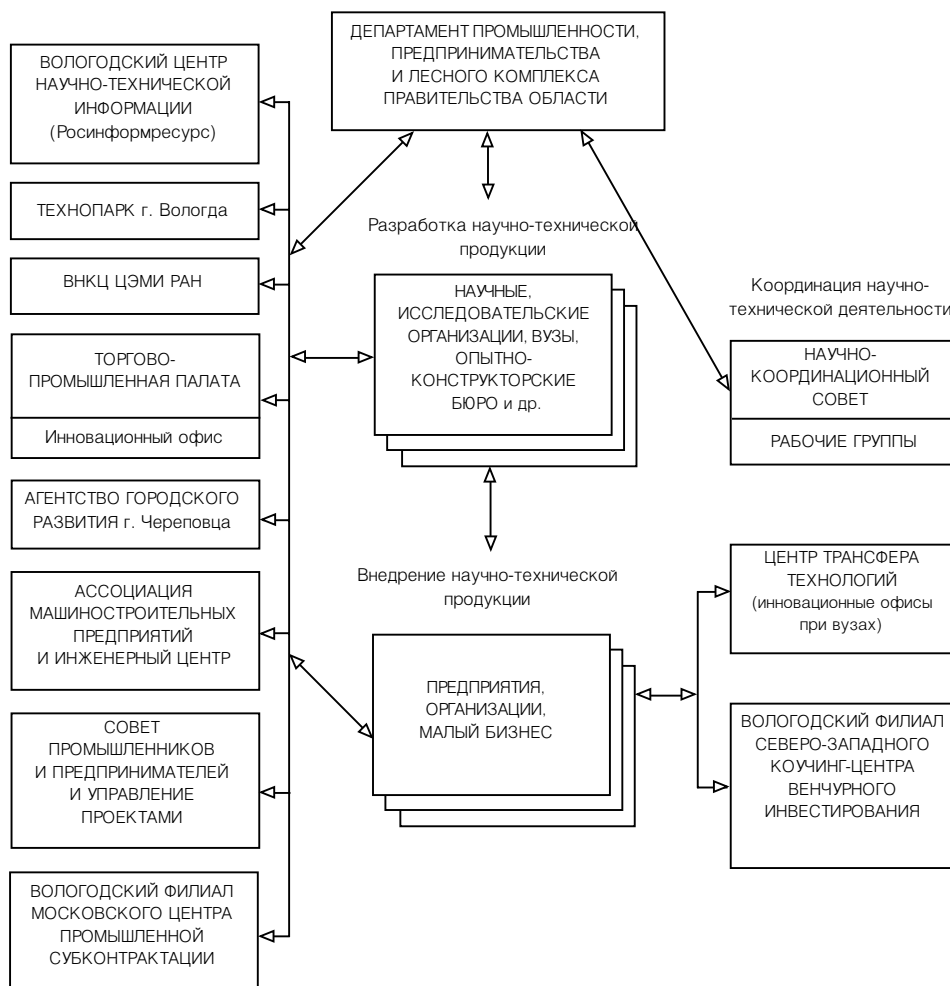 ДЕПАРТАМЕНТ ПРОМЫШЛЕННОСТИ,
ПРЕДПРИНИМАТЕЛЬСТВА
И ЛЕСНОГО КОМПЛЕКСА
ПРАВИТЕЛЬСТВА ОБЛАСТИ
ВОЛОГОДСКИЙ ЦЕНТР
НАУЧНО-ТЕХНИЧЕСКОЙ
ИНФОРМАЦИИ
(Росинформресурс)
ТЕХНОПАРК г. Вологда
ВНКЦ ЦЭМИ РАН
ТОРГОВО-
ПРОМЫШЛЕННАЯ ПАЛАТА
Инновационный офис
АГЕНТСТВО ГОРОДСКОГО
РАЗВИТИЯ г. Череповца
АССОЦИАЦИЯ
МАШИНОСТРОИТЕЛЬНЫХ
ПРЕДПРИЯТИЙ
И ИНЖЕНЕРНЫЙ ЦЕНТР
СОВЕТ
ПРОМЫШЛЕННИКОВ
И ПРЕДПРИНИМАТЕЛЕЙ
И УПРАВЛЕНИЕ
ПРОЕКТАМИ
ВОЛОГОДСКИЙ ФИЛИАЛ
МОСКОВСКОГО ЦЕНТРА
ПРОМЫШЛЕННОЙ
СУБКОНТРАКТАЦИИ
Разработка научно-технической
продукции
НАУЧНЫЕ,
ИССЛЕДОВАТЕЛЬСКИЕ
ОРГАНИЗАЦИИ, ВУЗЫ,
ОПЫТНО-
КОНСТРУКТОРСКИЕ
БЮРО и др.
Внедрение научно-технической
продукции
ПРЕДПРИЯТИЯ,
ОРГАНИЗАЦИИ,
МАЛЫЙ БИЗНЕС
Координация научно-
технической деятельности
НАУЧНО-
КООРДИНАЦИОННЫЙ
СОВЕТ
РАБОЧИЕ ГРУППЫ
ЦЕНТР ТРАНСФЕРА
ТЕХНОЛОГИЙ
(инновационные офисы
при вузах)
ВОЛОГОДСКИЙ ФИЛИАЛ
СЕВЕРО-ЗАПАДНОГО
КОУЧИНГ-ЦЕНТРА
ВЕНЧУРНОГО
ИНВЕСТИРОВАНИЯ